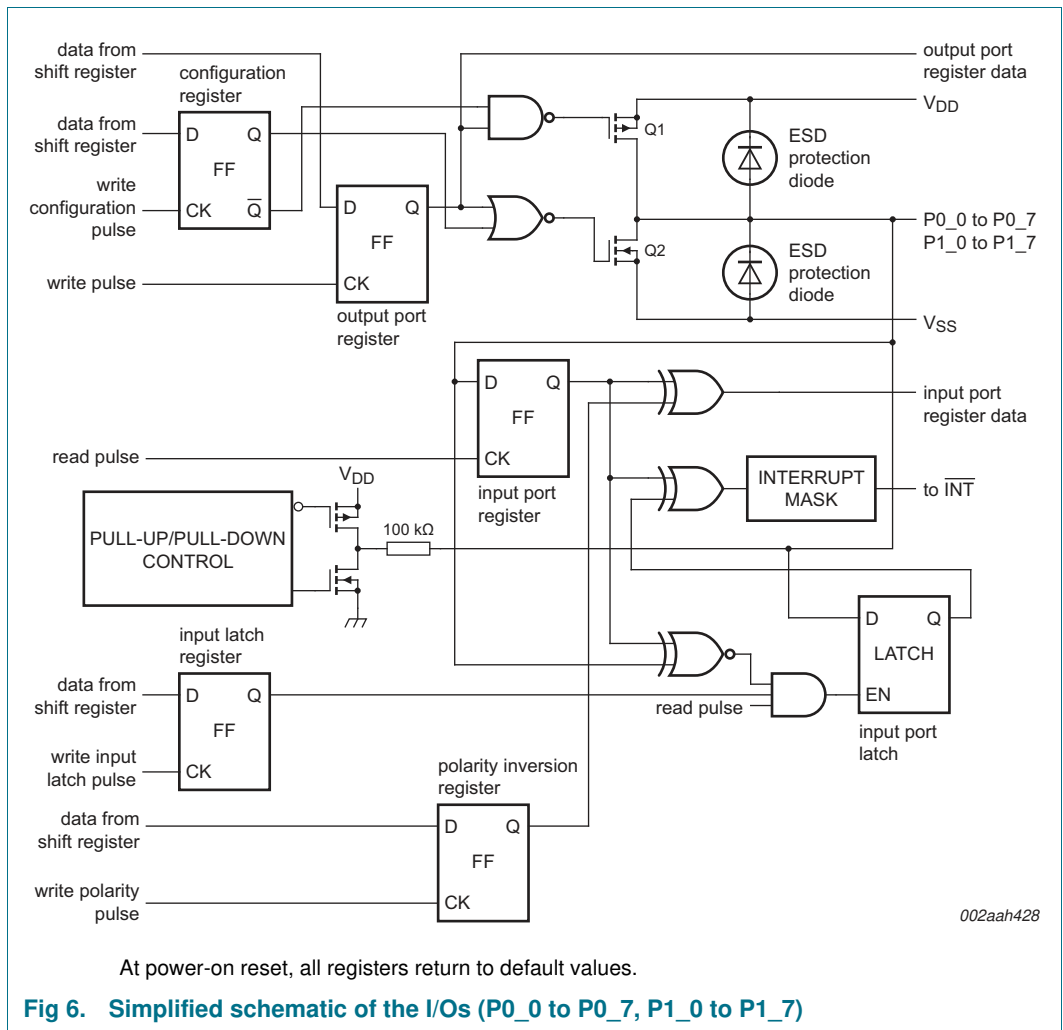 data from
shift register
configuration
register
output port
register data
data from
shift register
D
Q
FF
write
configuration
pulse
CK
Q̅
D
Q
FF
CK
write pulse
output port
register
Q1
Q2
VDD
ESD
protection
diode
P0_0 to P0_7
P1_0 to P1_7
ESD
protection
diode
VSS
D
Q
FF
CK
read pulse
input port
register
input port
register data
INTERRUPT
MASK
to I̅N̅T̅
VDD
PULL-UP/PULL-DOWN
CONTROL
100 kΩ
input latch
register
D
Q
LATCH
EN
input port
latch
data from
shift register
D
Q
FF
CK
read pulse
write input
latch pulse
polarity inversion
register
data from
shift register
D
Q
FF
CK
write polarity
pulse
002aah428
At power-on reset, all registers return to default values.
Fig 6. Simplified schematic of the I/Os (P0_0 to P0_7, P1_0 to P1_7)